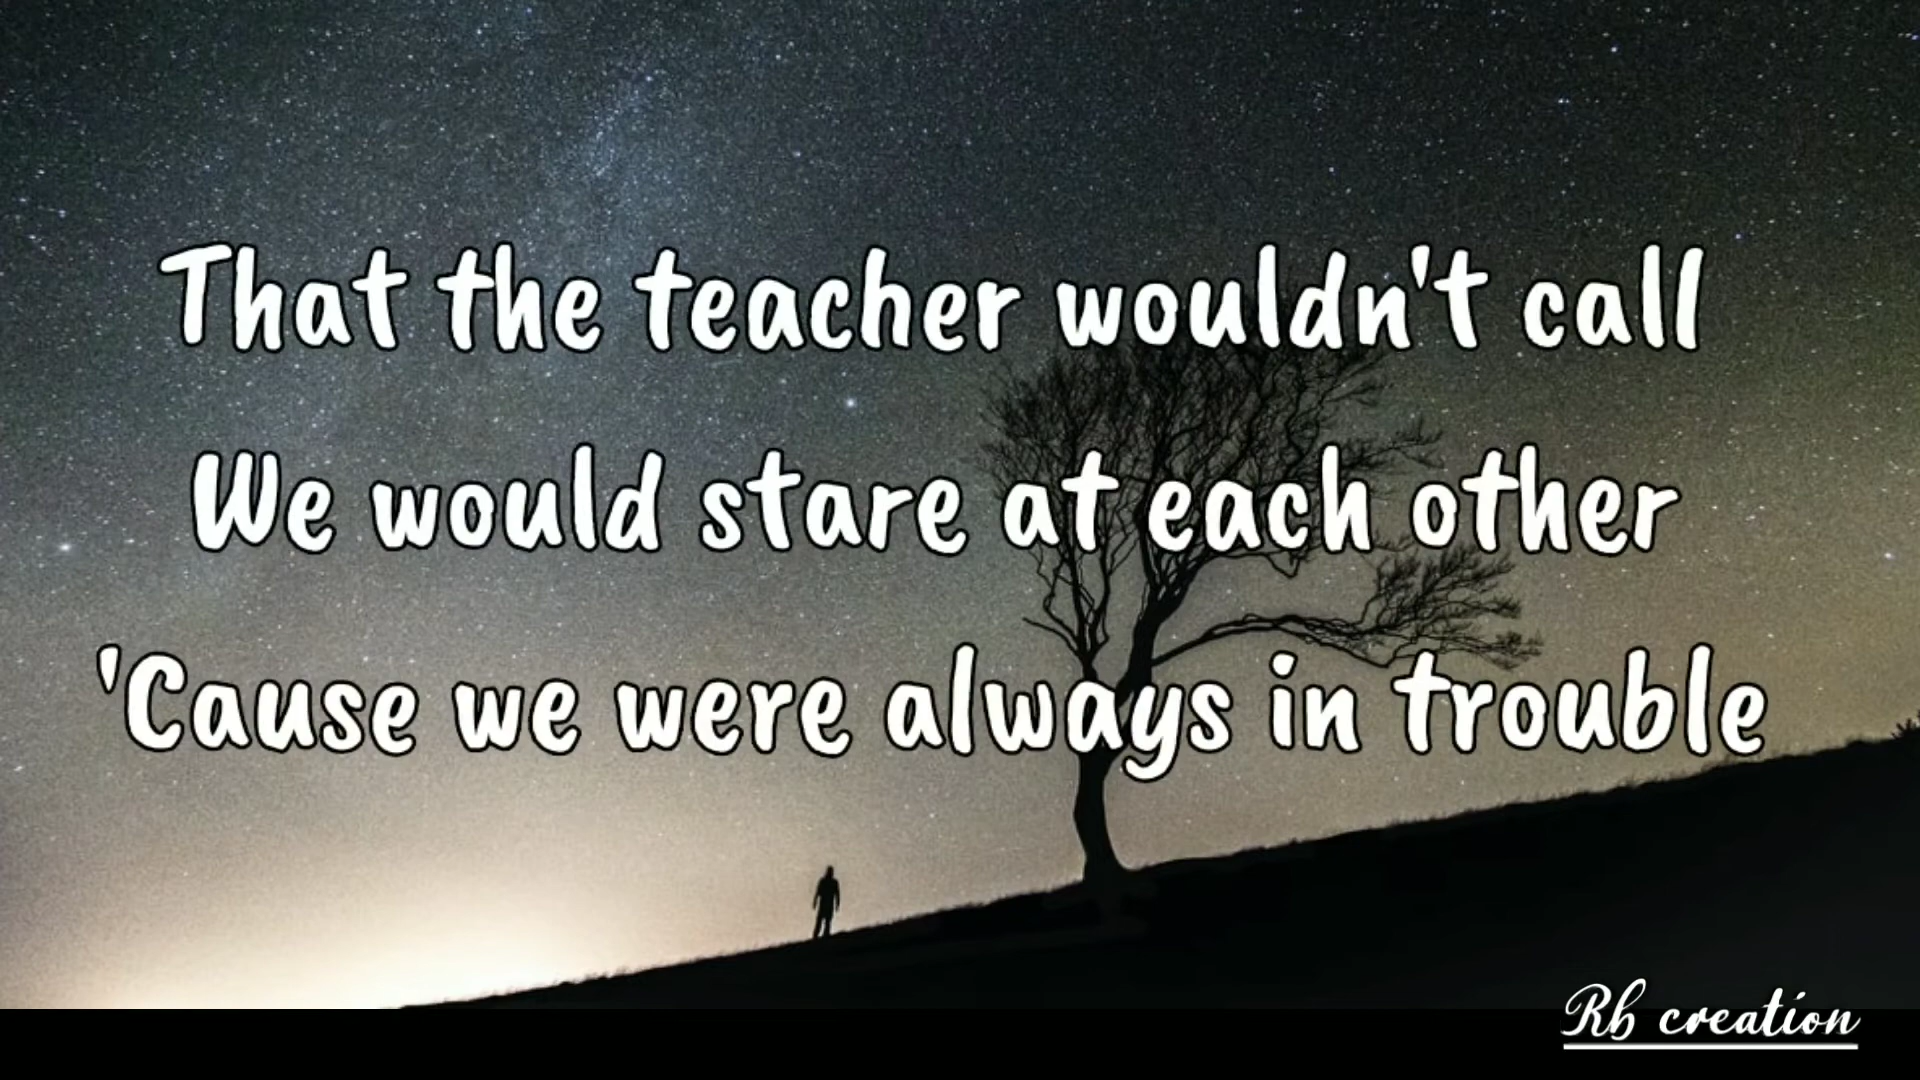 That the teacher wouldn't call
We would stare at each other
'Cause we were always in trouble
Rb creation